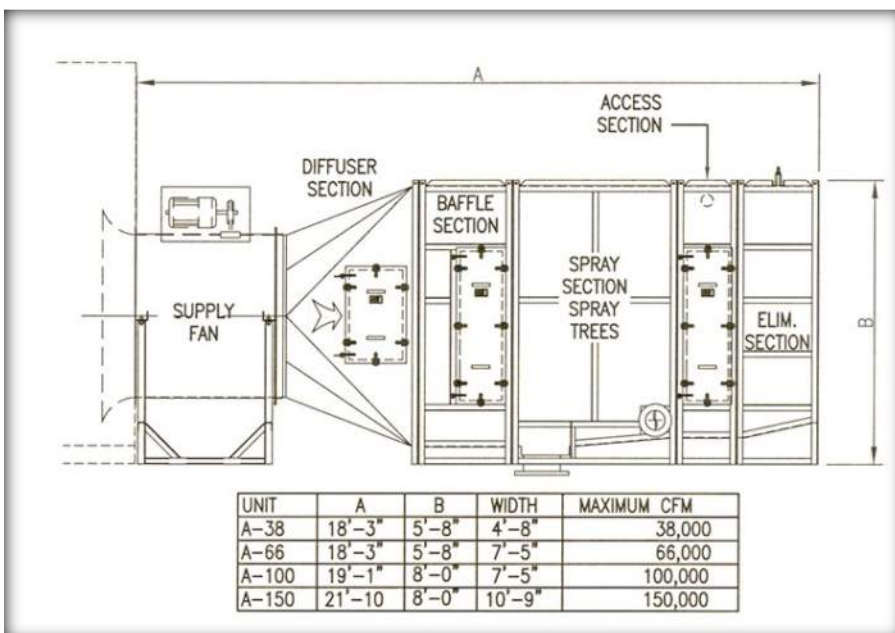 A
ACCESS
SECTION
DIFFUSER
SECTION
BAFFLE
SECTION
SUPPLY
FAN
SPRAY
SECTION
SPRAY
TREES
ELIM.
SECTION
B
UNIT A B WIDTH MAXIMUM CFM
A-38 18'-3" 5'-8" 4'-8" 38,000
A-66 18'-3" 5'-8" 7'-5" 66,000
A-100 19'-1" 8'-0" 7'-5" 100,000
A-150 21'-10 8'-0" 10'-9" 150,000